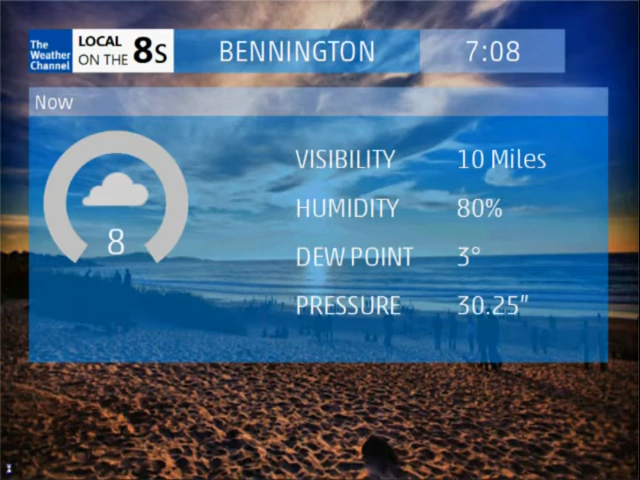 The Weather Channel
LOCAL ON THE 8s
BENNINGTON
7:08
Now
8
VISIBILITY 10 Miles
HUMIDITY 80%
DEW POINT 3°
PRESSURE 30.25"